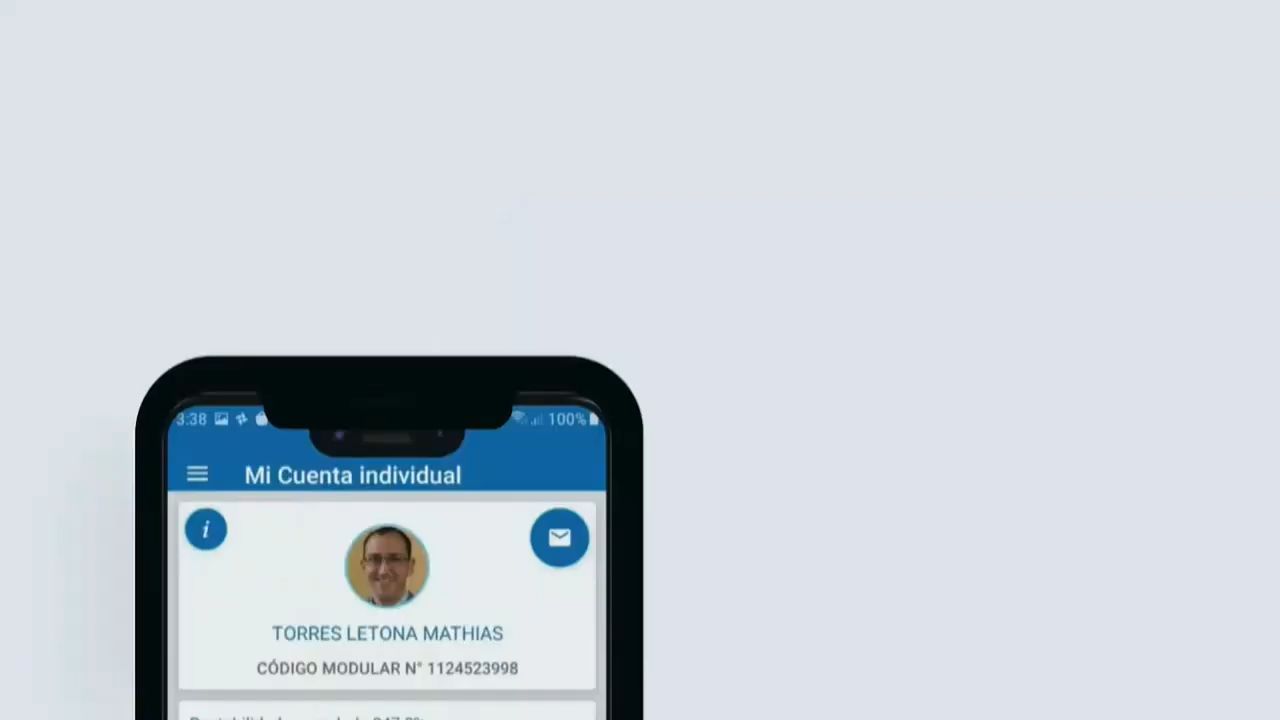 3:38 100%
Mi Cuenta individual
i
TORRES LETONA MATHIAS
CÓDIGO MODULAR N° 1124523998